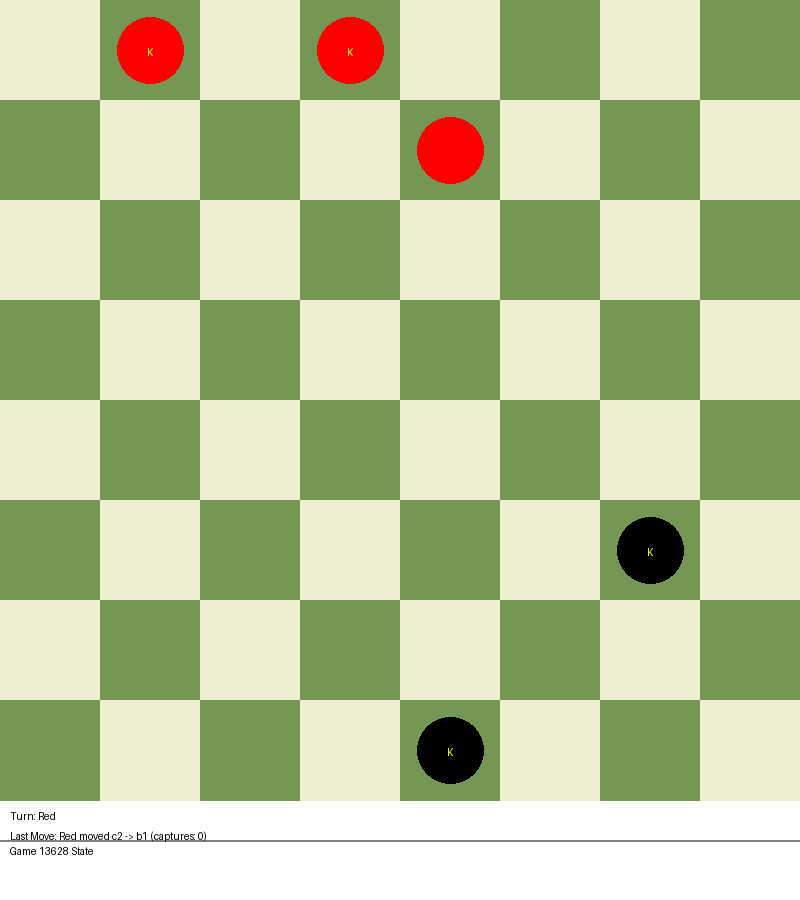 K K
K
K
Turn: Red
Last Move: Red moved c2 -> b1 (captures: 0)
Game 13628 State